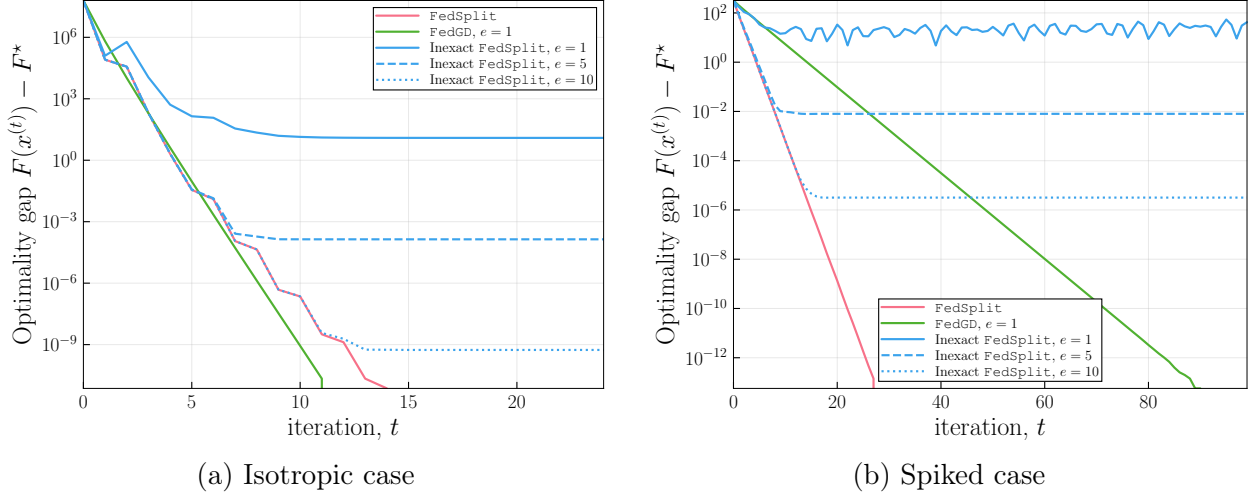 Optimality gap F(x^{(t)}) − F^⋆
10^6
10^3
10^0
10^{−3}
10^{−6}
10^{−9}
0
5
10
15
20
iteration, t
FedSplit
FedGD, e = 1
Inexact FedSplit, e = 1
Inexact FedSplit, e = 5
Inexact FedSplit, e = 10
(a) Isotropic case
Optimality gap F(x^{(t)}) − F^⋆
10^2
10^0
10^{−2}
10^{−4}
10^{−6}
10^{−8}
10^{−10}
10^{−12}
0
20
40
60
80
iteration, t
FedSplit
FedGD, e = 1
Inexact FedSplit, e = 1
Inexact FedSplit, e = 5
Inexact FedSplit, e = 10
(b) Spiked case